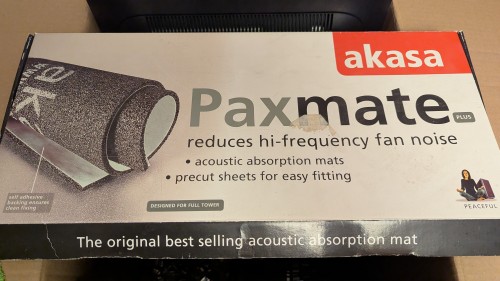 akasa
Paxmate PLUS
reduces hi-frequency fan noise
• acoustic absorption mats
• precut sheets for easy fitting
self adhesive
backing ensures
clean fixing
DESIGNED FOR FULL TOWER
PEACEFUL
The original best selling acoustic absorption mat